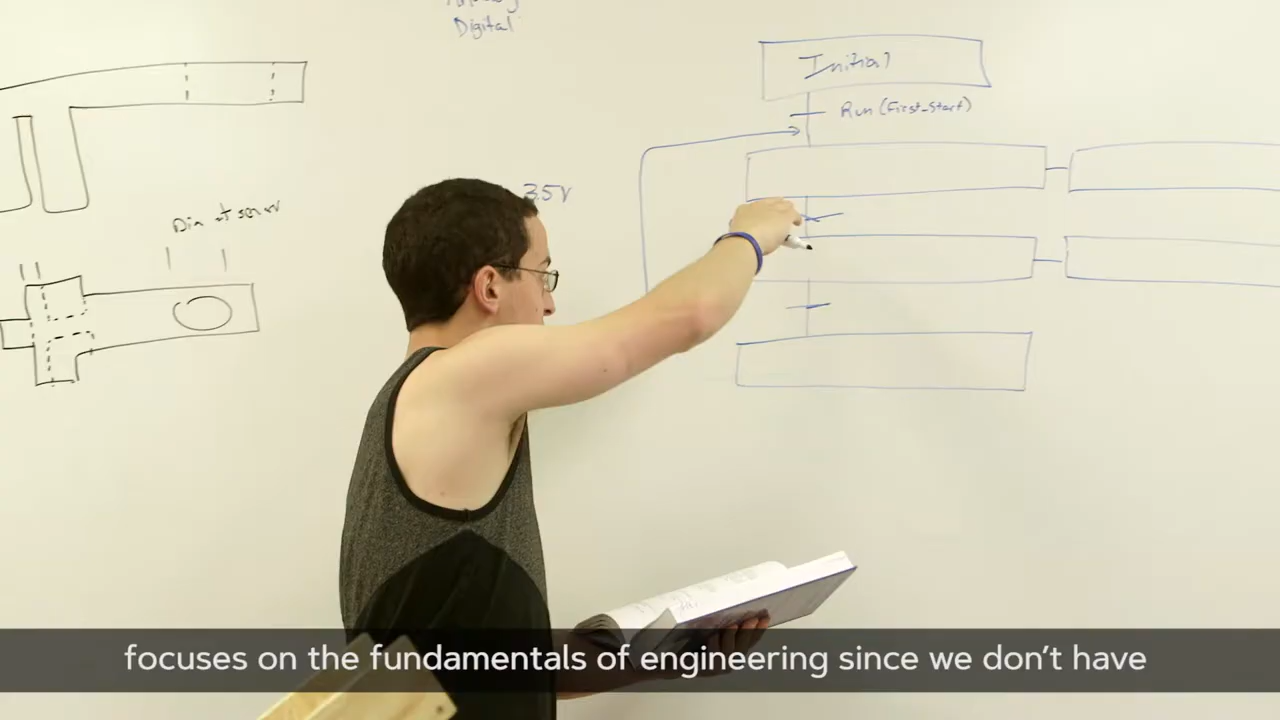 Digital
Initial
Run (First_Start)
35V
focuses on the fundamentals of engineering since we don't have